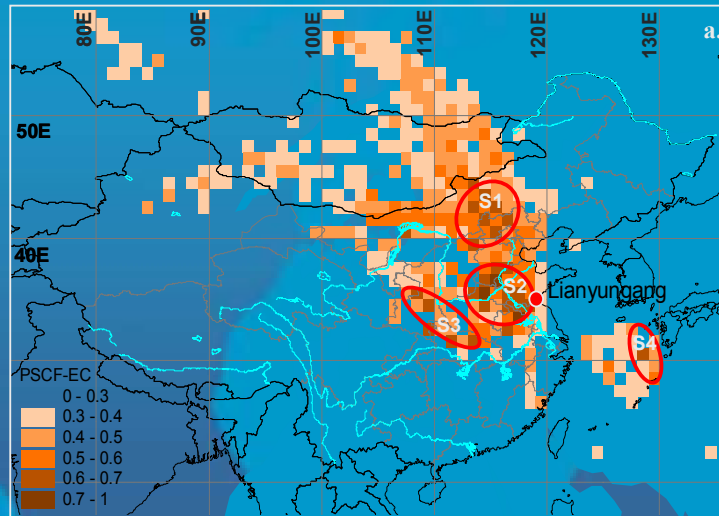 80E 90E 100E 110E 120E 130E
a.
50E
S1
40E
S2
Lianyungang
S3
S4
PSCF-EC
0 - 0.3
0.3 - 0.4
0.4 - 0.5
0.5 - 0.6
0.6 - 0.7
0.7 - 1